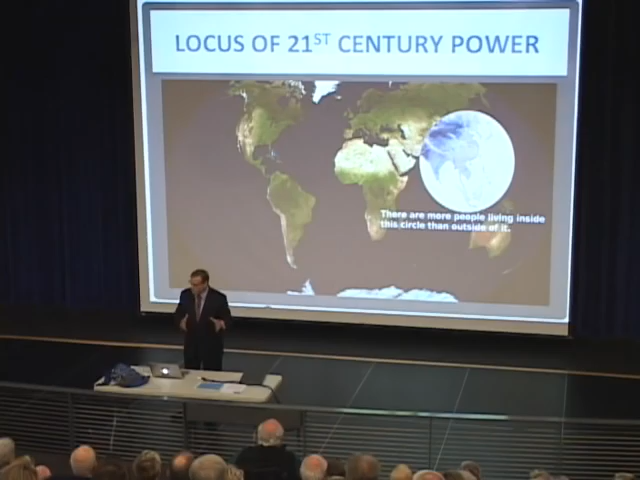 LOCUS OF 21ST CENTURY POWER
There are more people living inside
this circle than outside of it.